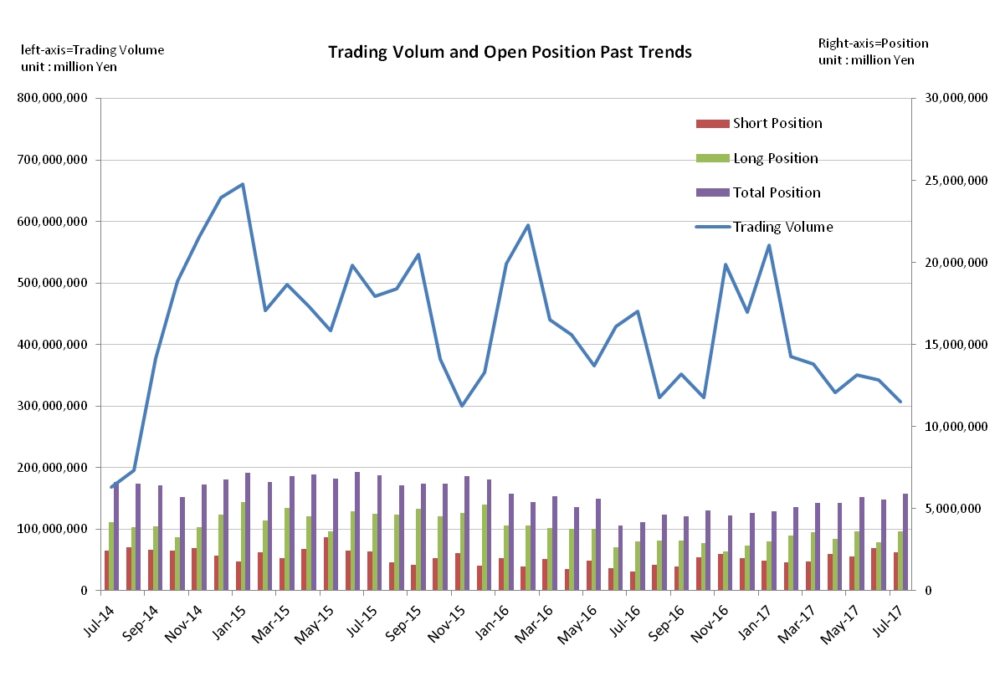 left-axis=Trading Volume
unit : million Yen
Trading Volum and Open Position Past Trends
Right-axis=Position
unit : million Yen
800,000,000
700,000,000
600,000,000
500,000,000
400,000,000
300,000,000
200,000,000
100,000,000
0
30,000,000
25,000,000
20,000,000
15,000,000
10,000,000
5,000,000
0
Short Position
Long Position
Total Position
Trading Volume
Jul-14
Sep-14
Nov-14
Jan-15
Mar-15
May-15
Jul-15
Sep-15
Nov-15
Jan-16
Mar-16
May-16
Jul-16
Sep-16
Nov-16
Jan-17
Mar-17
May-17
Jul-17